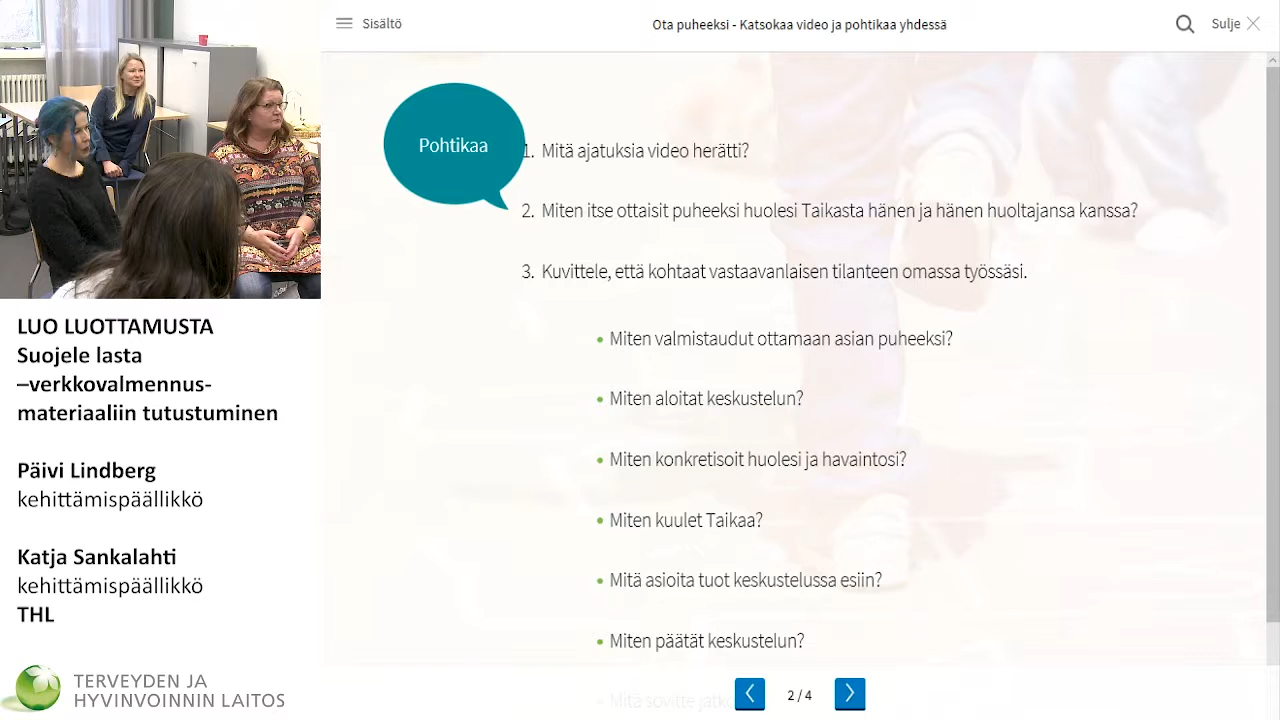 Sisältö
Ota puheeksi - Katsokaa video ja pohtikaa yhdessä
Sulje
Pohtikaa
1. Mitä ajatuksia video herätti?
2. Miten itse ottaisit puheeksi huolesi Taikasta hänen ja hänen huoltajansa kanssa?
3. Kuvittele, että kohtaat vastaavanlaisen tilanteen omassa työssäsi.
• Miten valmistaudut ottamaan asian puheeksi?
• Miten aloitat keskustelun?
• Miten konkretisoit huolesi ja havaintosi?
• Miten kuulet Taikaa?
• Mitä asioita tuot keskustelussa esiin?
• Miten päätät keskustelun?
• Mitä sovitte
2/4
LUO LUOTTAMUSTA
Suojele lasta
–verkkovalmennus-
materiaaliin tutustuminen
Päivi Lindberg
kehittämispäällikkö
Katja Sankalahti
kehittämispäällikkö
THL
TERVEYDEN JA
HYVINVOINNIN LAITOS